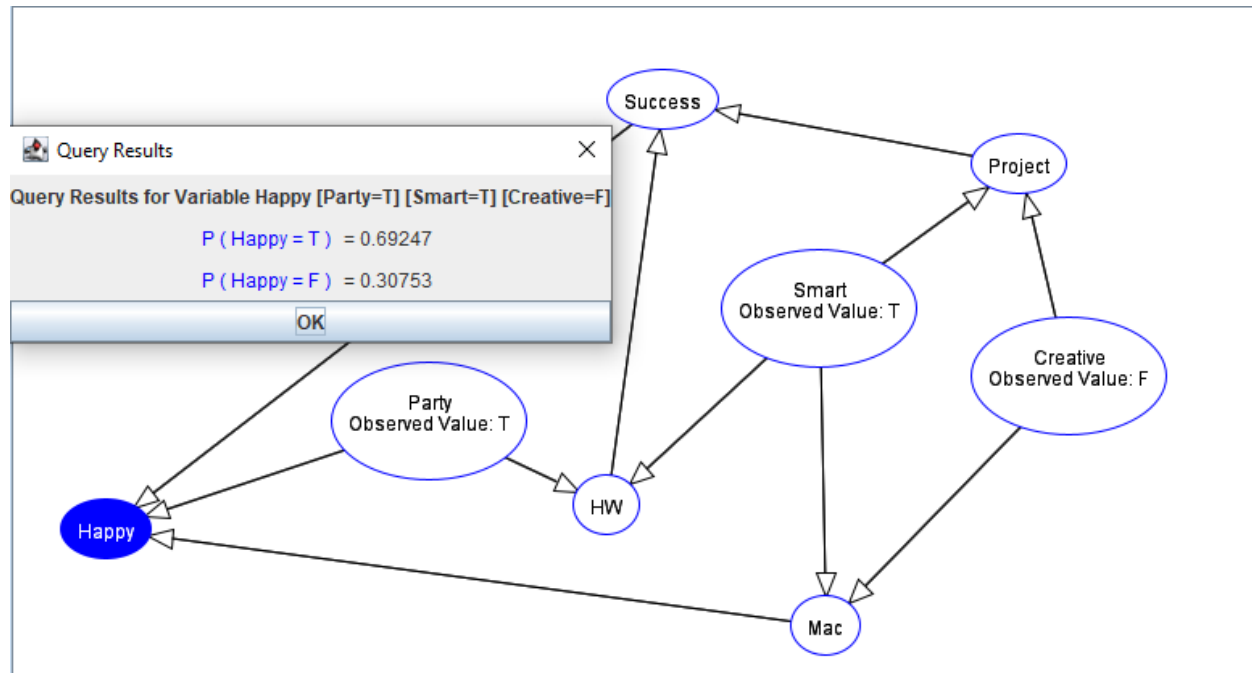 Success
Query Results
Project
Query Results for Variable Happy [Party=T] [Smart=T] [Creative=F]
P ( Happy = T ) = 0.69247
P ( Happy = F ) = 0.30753
OK
Smart
Observed Value: T
Creative
Observed Value: F
Party
Observed Value: T
HW
Happy
Mac